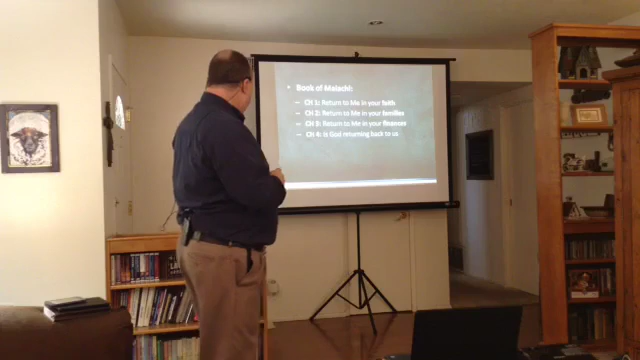 • Book of Malachi:
– CH 1: Return to Me in your faith
– CH 2: Return to Me in your families
– CH 3: Return to Me in your finances
– CH 4: Is God returning back to us